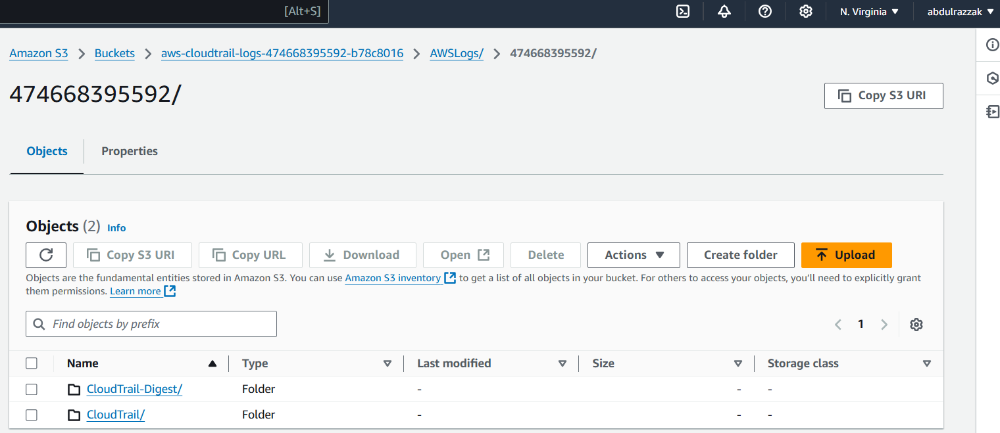 [Alt+S] N. Virginia abdulrazzak
Amazon S3 Buckets aws-cloudtrail-logs-474668395592-b78c8016 AWSLogs/ 474668395592/
474668395592/
Copy S3 URI
Objects Properties
Objects (2) Info
Copy S3 URI Copy URL Download Open Delete Actions Create folder Upload
Objects are the fundamental entities stored in Amazon S3. You can use Amazon S3 inventory to get a list of all objects in your bucket. For others to access your objects, you’ll need to explicitly grant
them permissions. Learn more
Find objects by prefix 1
Name Type Last modified Size Storage class
CloudTrail-Digest/ Folder - - -
CloudTrail/ Folder - - -